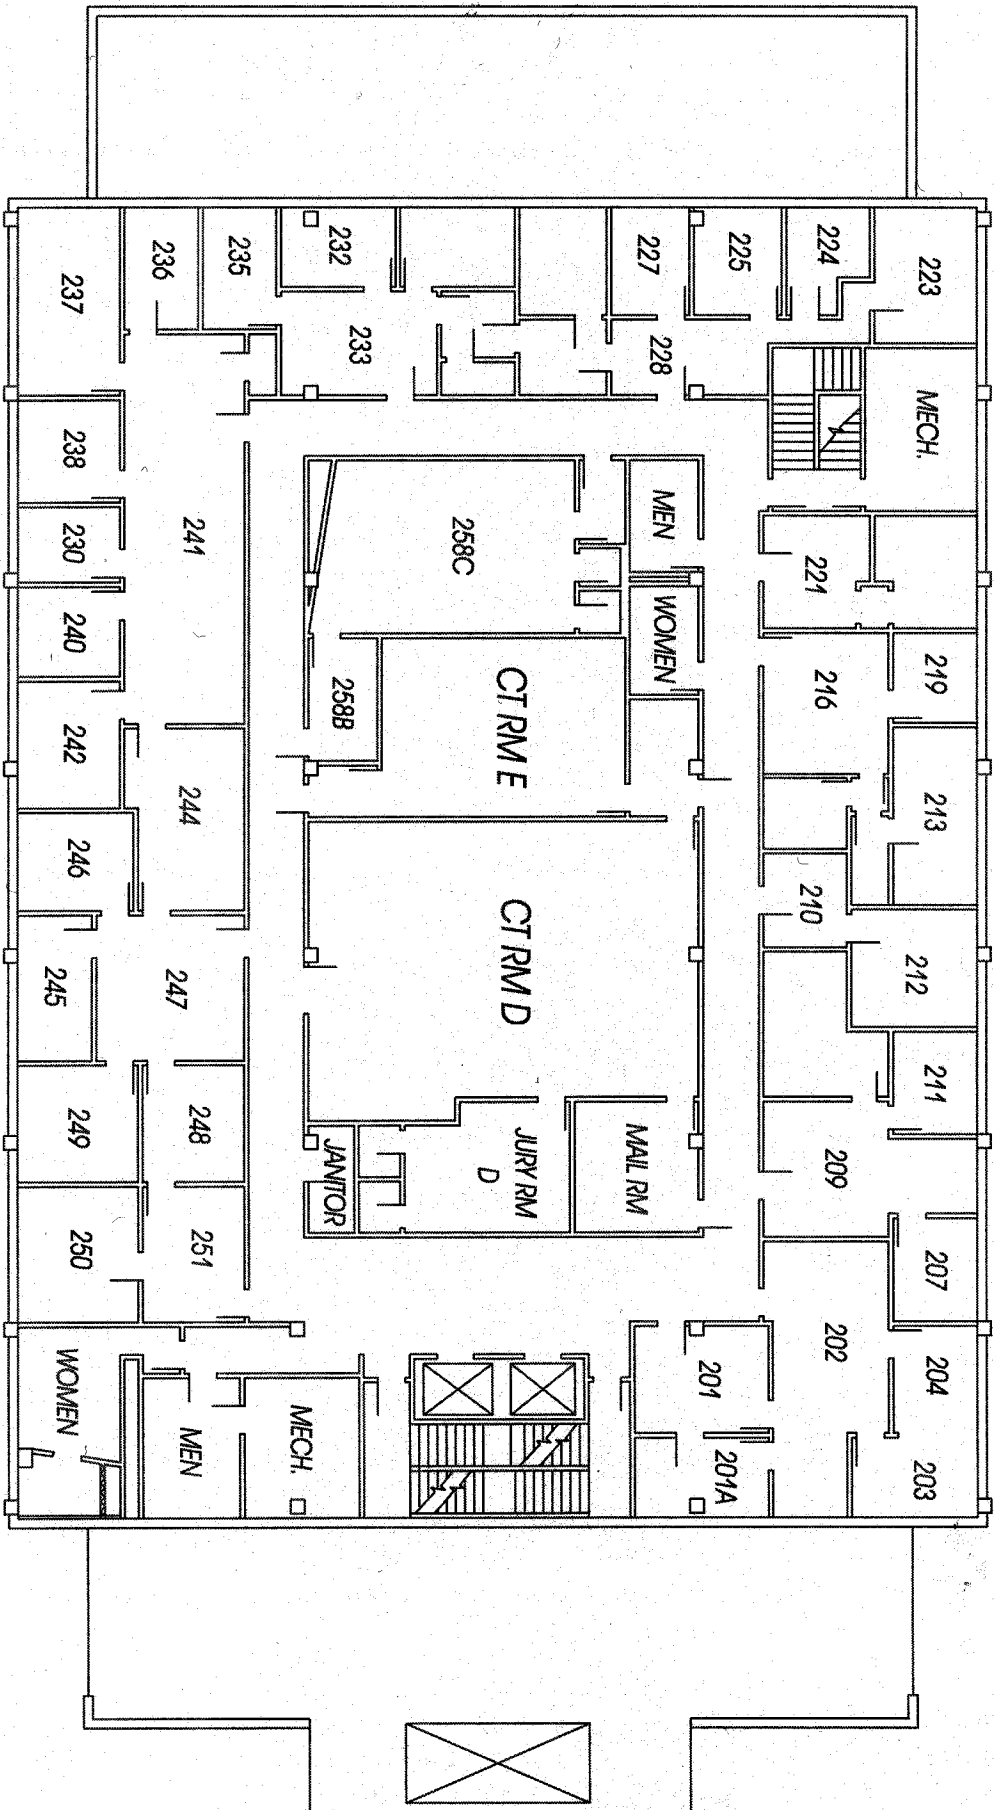 223
224
225
227
232
235
236
237
228
233
MECH.
238
MEN
258C
241
230
221
WOMEN
240
219
216
CT RM E
258B
242
213
244
246
210
CT RM D
212
247
245
211
MAIL RM
JURY RM
D
JANITOR
248
249
209
207
251
250
204
202
201
WOMEN
MECH.
MEN
203
201A